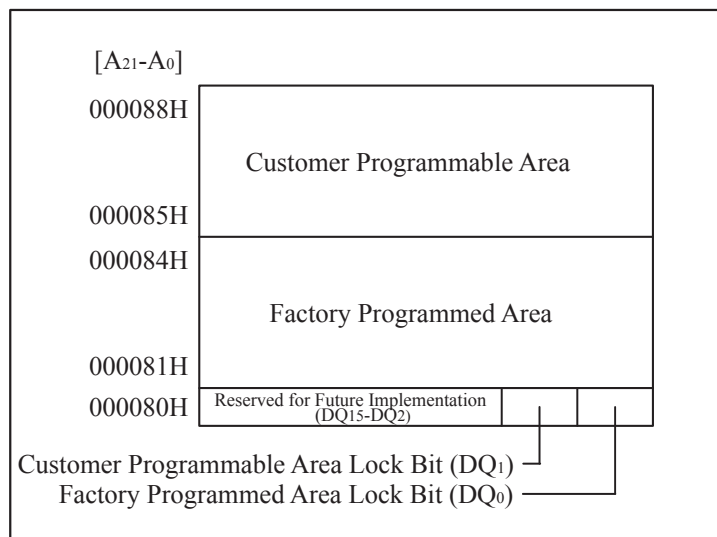 [A21-A0]
000088H
Customer Programmable Area
000085H
000084H
Factory Programmed Area
000081H
000080H
Reserved for Future Implementation
(DQ15-DQ2)
Customer Programmable Area Lock Bit (DQ1)
Factory Programmed Area Lock Bit (DQ0)